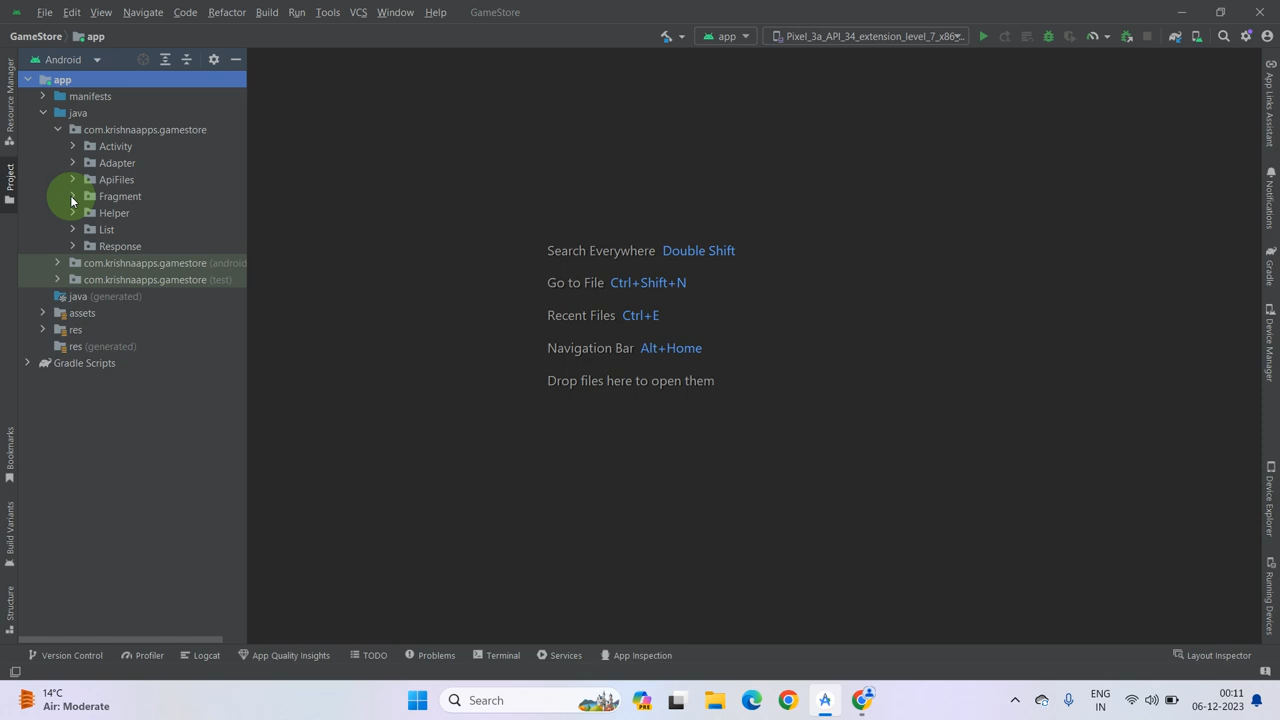 File Edit View Navigate Code Refactor Build Run Tools VCS Window Help GameStore
GameStore app
app
Pixel_3a_API_34_extension_level_7_x86_
Android
app
manifests
java
com.krishnaapps.gamestore
Activity
Adapter
ApiFiles
Fragment
Helper
List
Response
com.krishnaapps.gamestore (android
com.krishnaapps.gamestore (test)
java (generated)
assets
res
res (generated)
Gradle Scripts
Resource Manager
Project
Bookmarks
Build Variants
Structure
Search Everywhere Double Shift
Go to File Ctrl+Shift+N
Recent Files Ctrl+E
Navigation Bar Alt+Home
Drop files here to open them
App Links Assistant
Notifications
Gradle
Device Manager
Device Explorer
Running Devices
Version Control Profiler Logcat App Quality Insights TODO Problems Terminal Services App Inspection Layout Inspector
14°C
Air: Moderate
Search
PRE
ENG
IN
00:11
06-12-2023